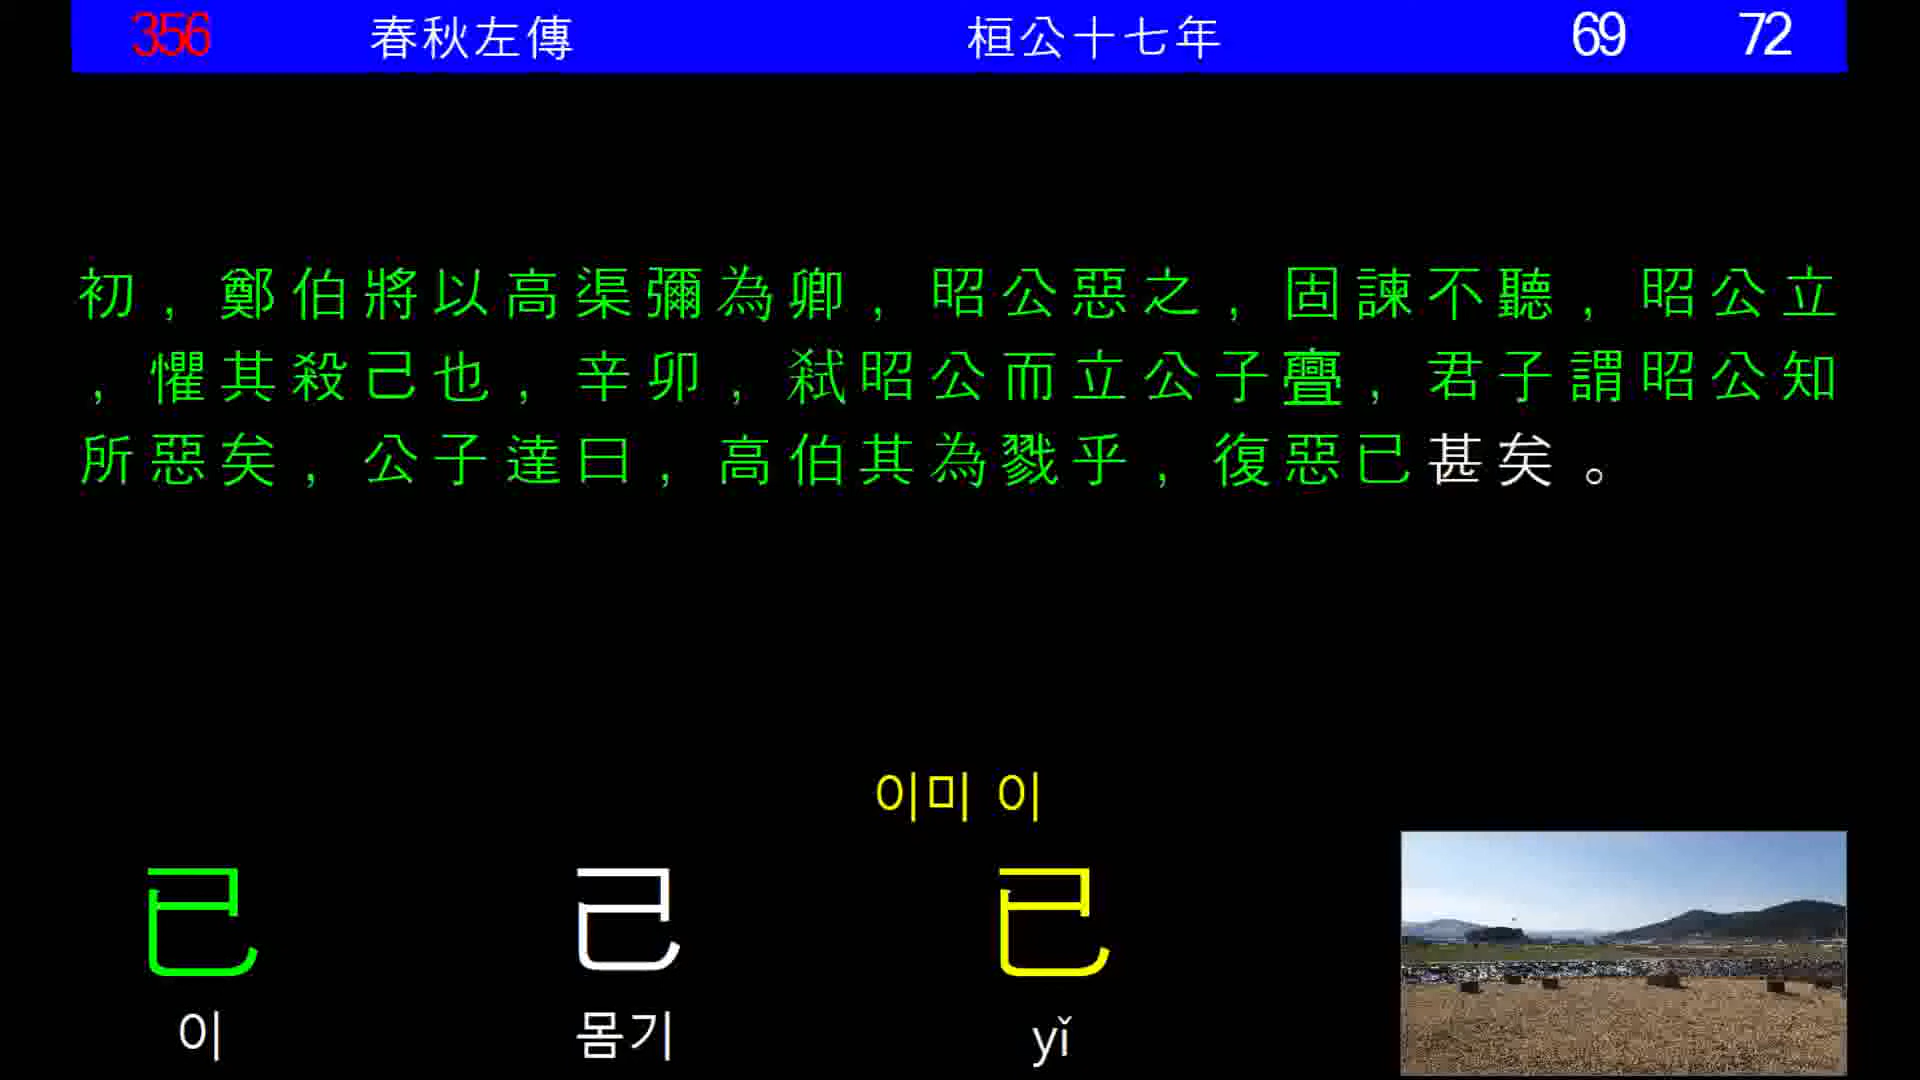 356 春秋左傳 桓公十七年 69 72
初，鄭伯將以高渠彌為卿，昭公惡之，固諫不聽，昭公立
，懼其殺己也，辛卯，弒昭公而立公子亹，君子謂昭公知
所惡矣，公子達曰，高伯其為戮乎，復惡已甚矣。
이미 이
已 己 已
이 몸기 yǐ